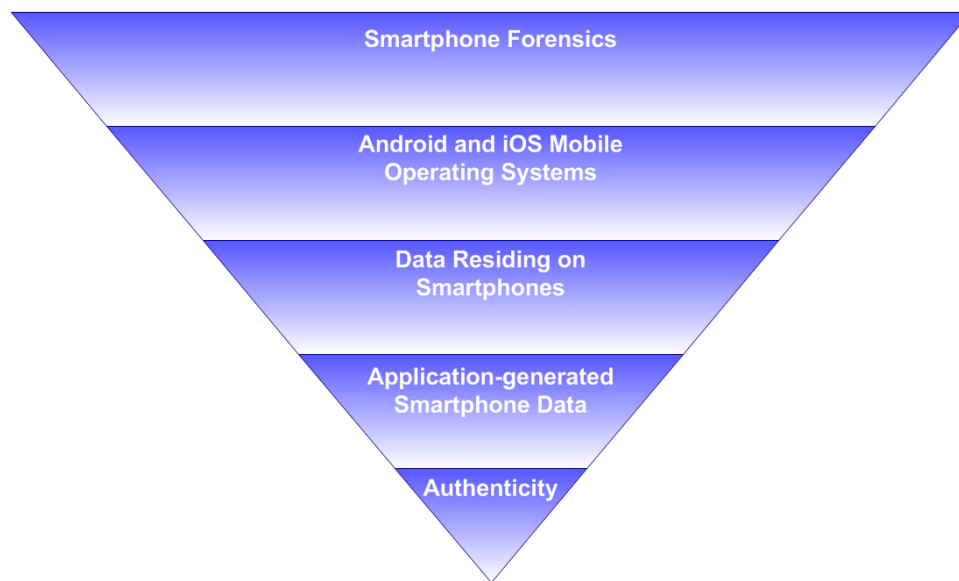 Smartphone Forensics
Android and iOS Mobile
Operating Systems
Data Residing on
Smartphones
Application-generated
Smartphone Data
Authenticity